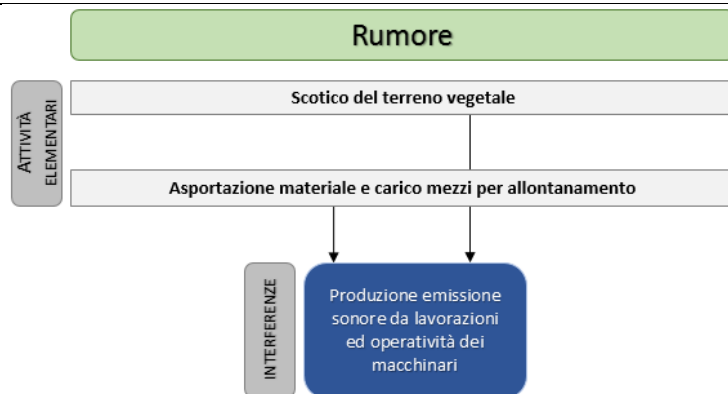 Rumore
Scotico del terreno vegetale
ATTIVITÀ
ELEMENTARI
Asportazione materiale e carico mezzi per allontanamento
INTERFERENZE
Produzione emissione
sonore da lavorazioni
ed operatività dei
macchinari